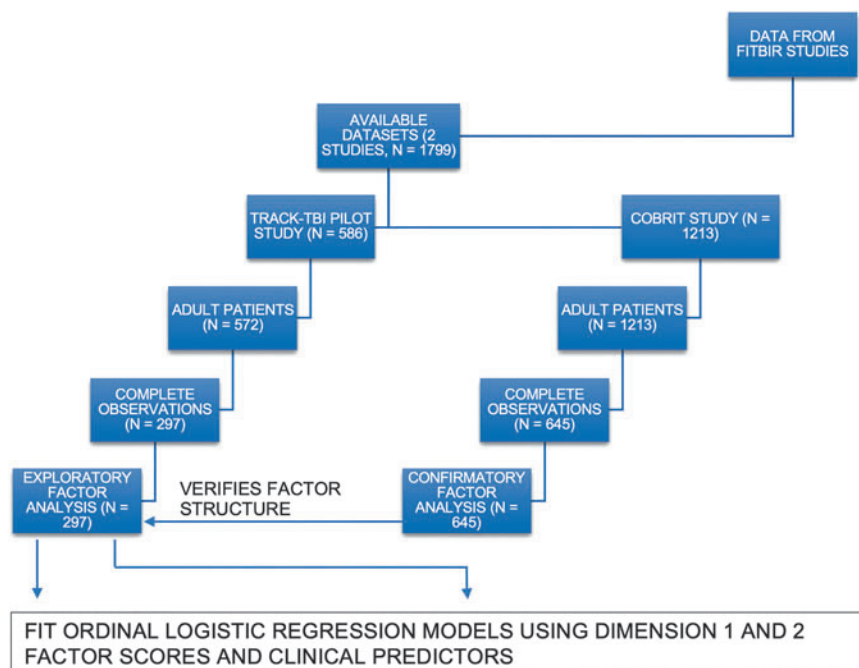 DATA FROM
FITBIR STUDIES
AVAILABLE
DATASETS (2
STUDIES, N = 1799)
TRACK-TBI PILOT
STUDY (N = 586)
COBRIT STUDY (N =
1213)
ADULT PATIENTS
(N = 572)
ADULT PATIENTS
(N = 1213)
COMPLETE
OBSERVATIONS
(N = 297)
COMPLETE
OBSERVATIONS
(N = 645)
EXPLORATORY
FACTOR
ANALYSIS (N =
297)
VERIFIES FACTOR
STRUCTURE
CONFIRMATORY
FACTOR
ANALYSIS (N =
645)
FIT ORDINAL LOGISTIC REGRESSION MODELS USING DIMENSION 1 AND 2
FACTOR SCORES AND CLINICAL PREDICTORS